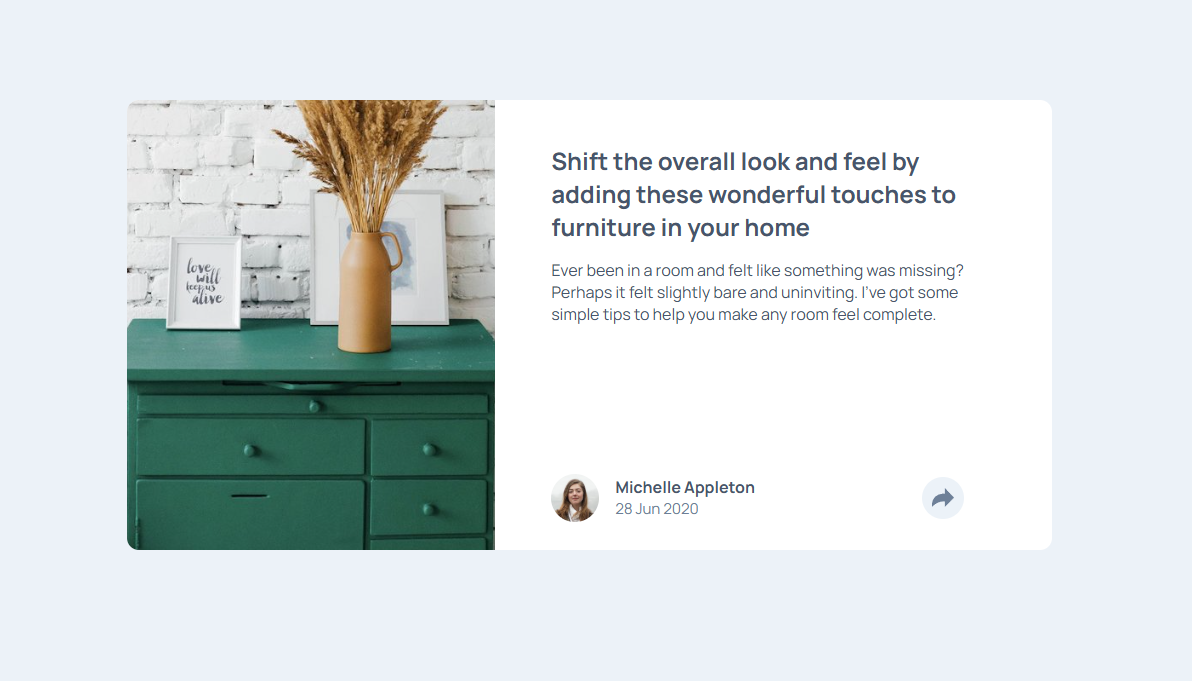 love
will
keep us
alive
Shift the overall look and feel by
adding these wonderful touches to
furniture in your home
Ever been in a room and felt like something was missing?
Perhaps it felt slightly bare and uninviting. I’ve got some
simple tips to help you make any room feel complete.
Michelle Appleton
28 Jun 2020